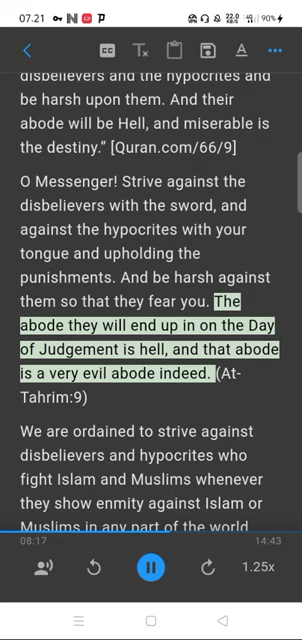 07.21
22.0
KB/S
4G
90%
CC
A
disbelievers and the hypocrites and
be harsh upon them. And their
abode will be Hell, and miserable is
the destiny.” [Quran.com/66/9]
O Messenger! Strive against the
disbelievers with the sword, and
against the hypocrites with your
tongue and upholding the
punishments. And be harsh against
them so that they fear you. The
abode they will end up in on the Day
of Judgement is hell, and that abode
is a very evil abode indeed. (At-
Tahrim:9)
We are ordained to strive against
disbelievers and hypocrites who
fight Islam and Muslims whenever
they show enmity against Islam or
Muslims in any part of the world
08:17
14:43
1.25x